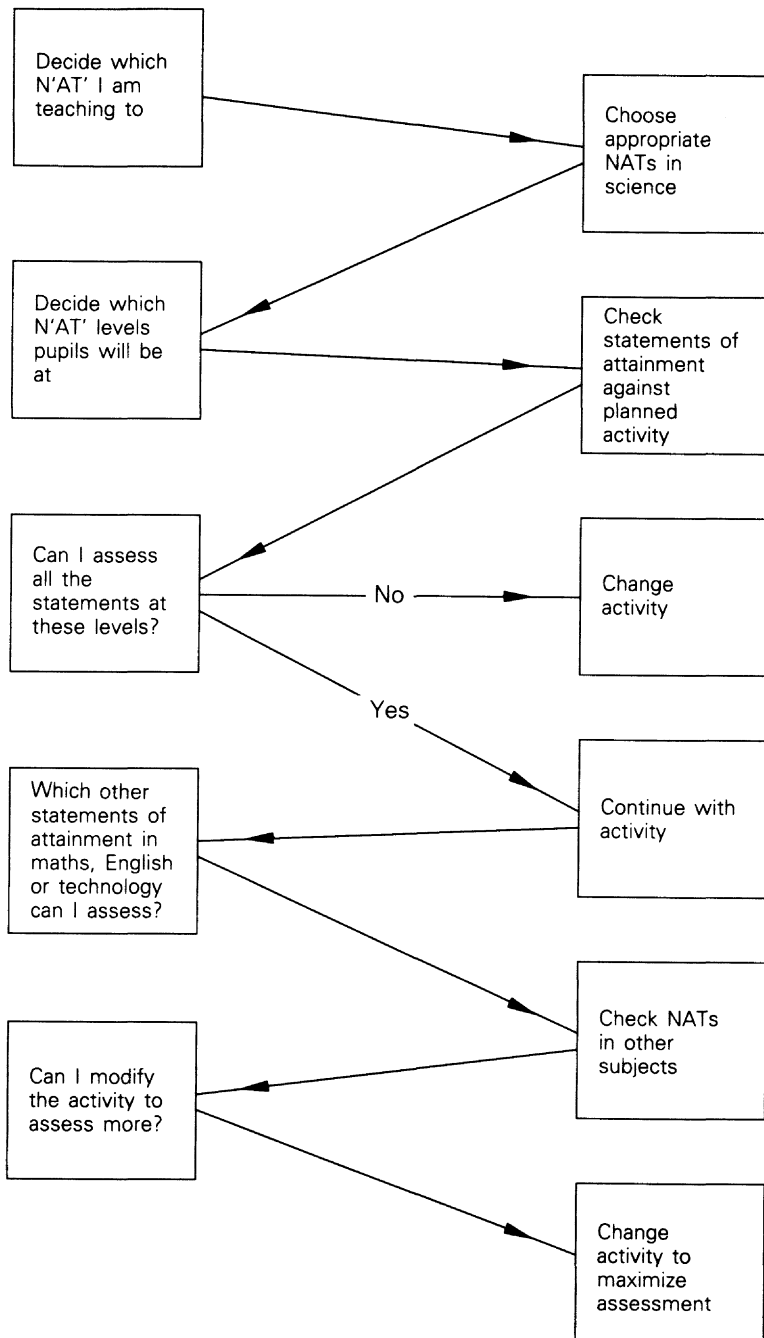 Decide which
N'AT' I am
teaching to
Choose
appropriate
NATs in
science
Decide which
N'AT' levels
pupils will be
at
Check
statements of
attainment
against
planned
activity
Can I assess
all the
statements at
these levels?
No
Change
activity
Yes
Continue with
activity
Which other
statements of
attainment in
maths, English
or technology
can I assess?
Check NATs
in other
subjects
Can I modify
the activity to
assess more?
Change
activity to
maximize
assessment